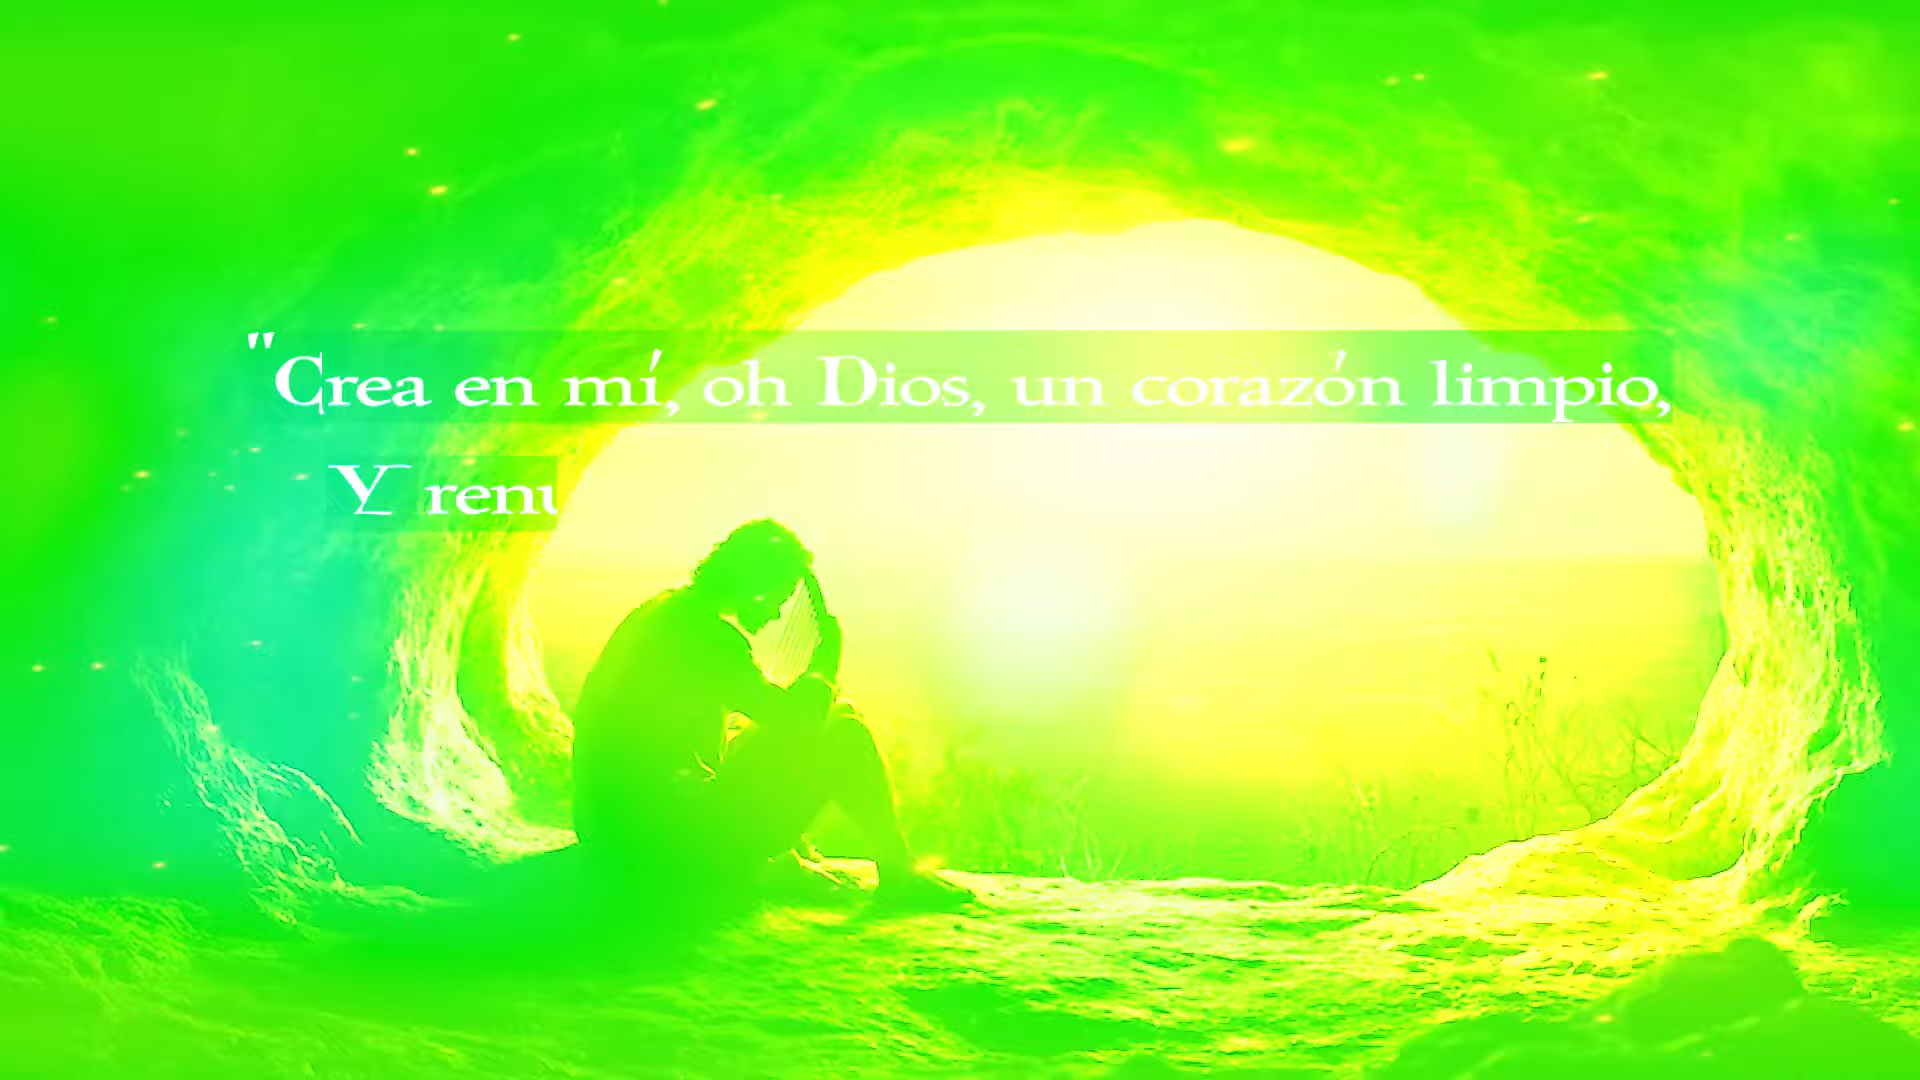 "Crea en mí, oh Dios, un corazón limpio,
Y renu